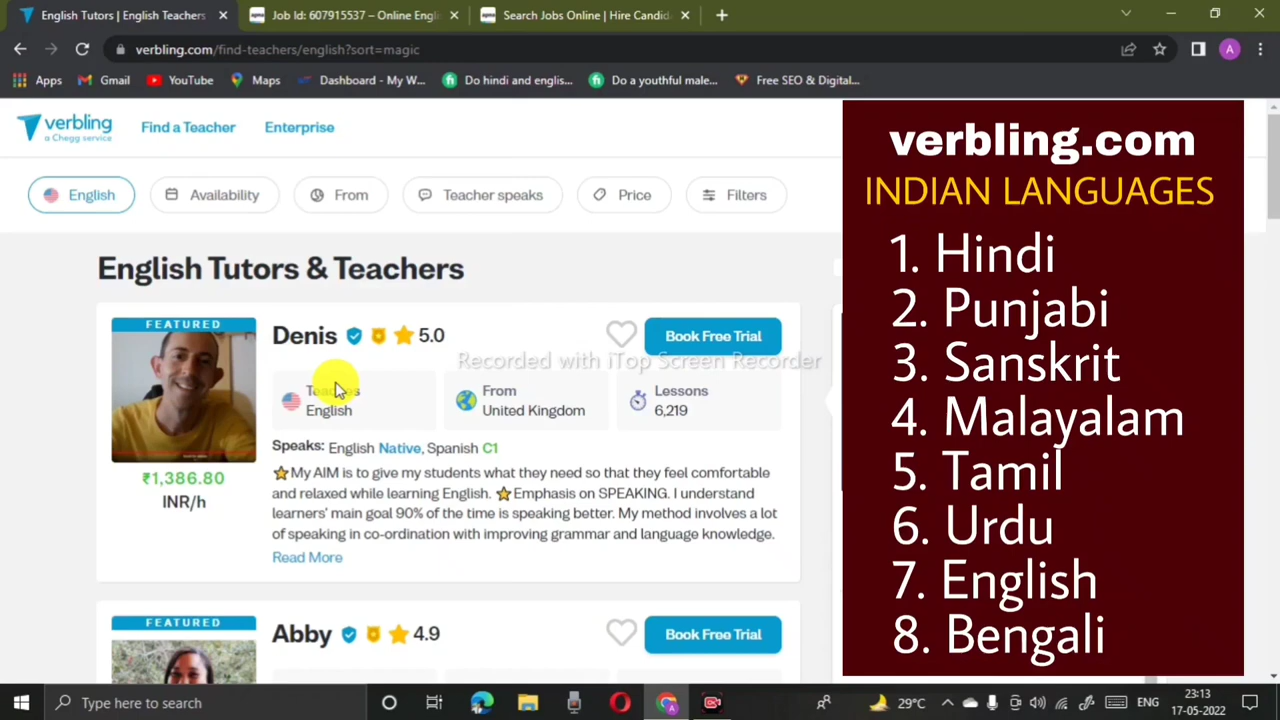 English Tutors | English Teachers
Job Id: 607915537 – Online Engli
Search Jobs Online | Hire Candid
verbling.com/find-teachers/english?sort=magic
A
Apps
Gmail
YouTube
Maps
Dashboard - My W...
Do hindi and englis...
Do a youthful male...
Free SEO & Digital...
verbling
a Chegg service
Find a Teacher
Enterprise
English
Availability
From
Teacher speaks
Price
Filters
English Tutors & Teachers
FEATURED
Denis
5.0
Book Free Trial
Recorded with iTop Screen Recorder
Teaches
English
From
United Kingdom
Lessons
6,219
Speaks: English Native, Spanish C1
⭐My AIM is to give my students what they need so that they feel comfortable
and relaxed while learning English. ⭐Emphasis on SPEAKING. I understand
learners' main goal 90% of the time is speaking better. My method involves a lot
of speaking in co-ordination with improving grammar and language knowledge.
Read More
₹1,386.80
INR/h
FEATURED
Abby
4.9
Book Free Trial
verbling.com
INDIAN LANGUAGES
1. Hindi
2. Punjabi
3. Sanskrit
4. Malayalam
5. Tamil
6. Urdu
7. English
8. Bengali
Type here to search
29°C
ENG
23:13
17-05-2022